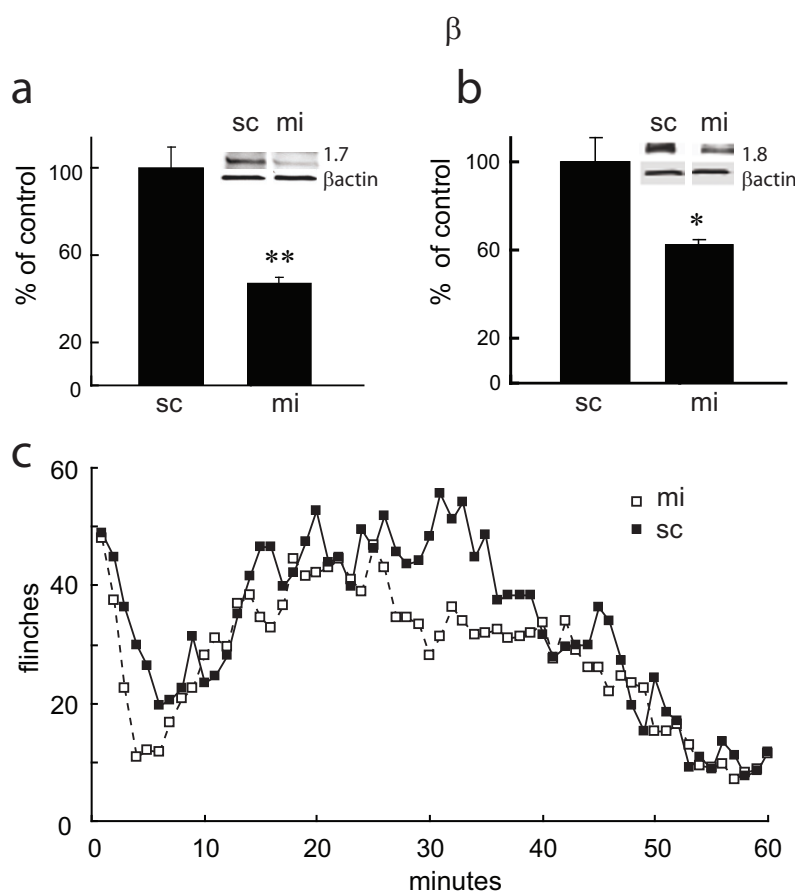 β
a
% of control
100
60
20
0
sc mi
1.7
βactin
**
sc mi
b
% of control
100
60
20
0
sc mi
1.8
βactin
*
sc mi
c
flinches
60
40
20
0
mi
sc
0 10 20 30 40 50 60
minutes